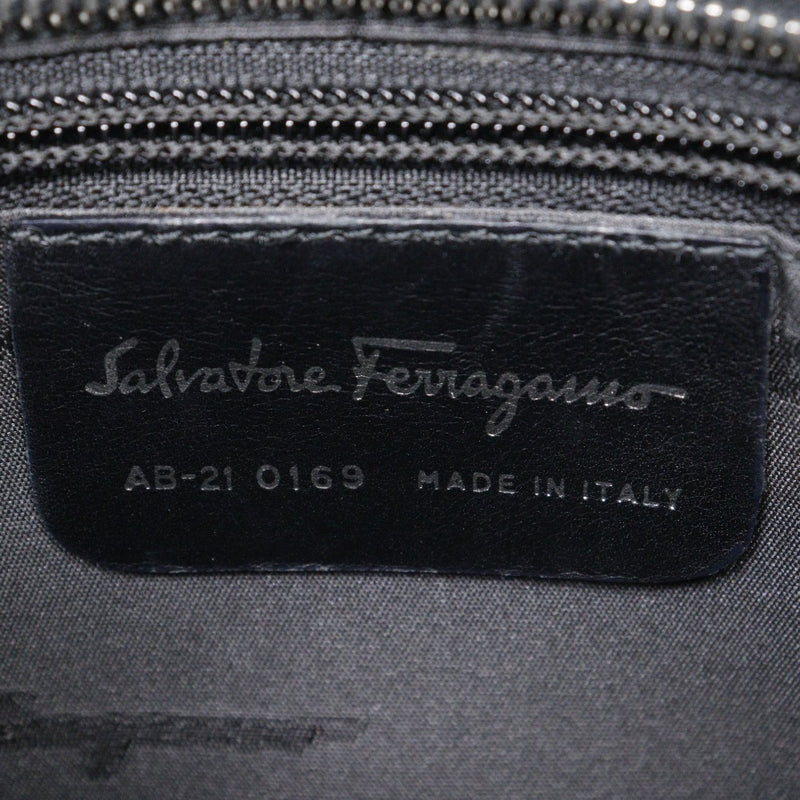 Salvatore Ferragamo
AB-21 0169 MADE IN ITALY